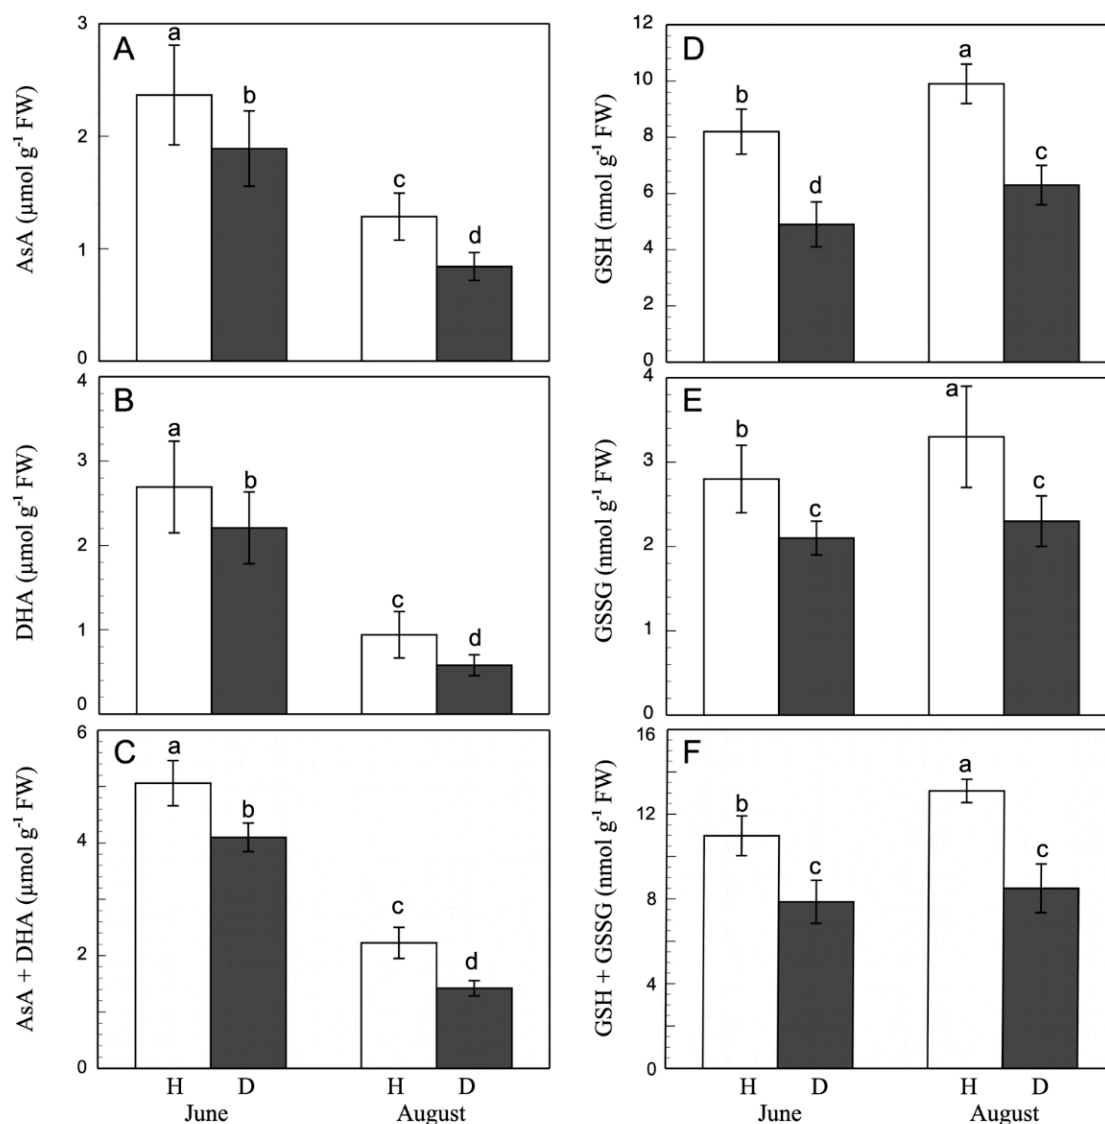 A
AsA (μmol g⁻¹ FW)
3
2
1
0
a
b
c
d
D
GSH (nmol g⁻¹ FW)
12
10
8
6
4
2
0
b
d
a
c
B
DHA (μmol g⁻¹ FW)
4
3
2
1
0
a
b
c
d
E
GSSG (nmol g⁻¹ FW)
4
3
2
1
0
b
c
a
c
C
AsA + DHA (μmol g⁻¹ FW)
6
4
2
0
a
b
c
d
H D H D
June August
F
GSH + GSSG (nmol g⁻¹ FW)
16
12
8
4
0
b
c
a
c
H D H D
June August